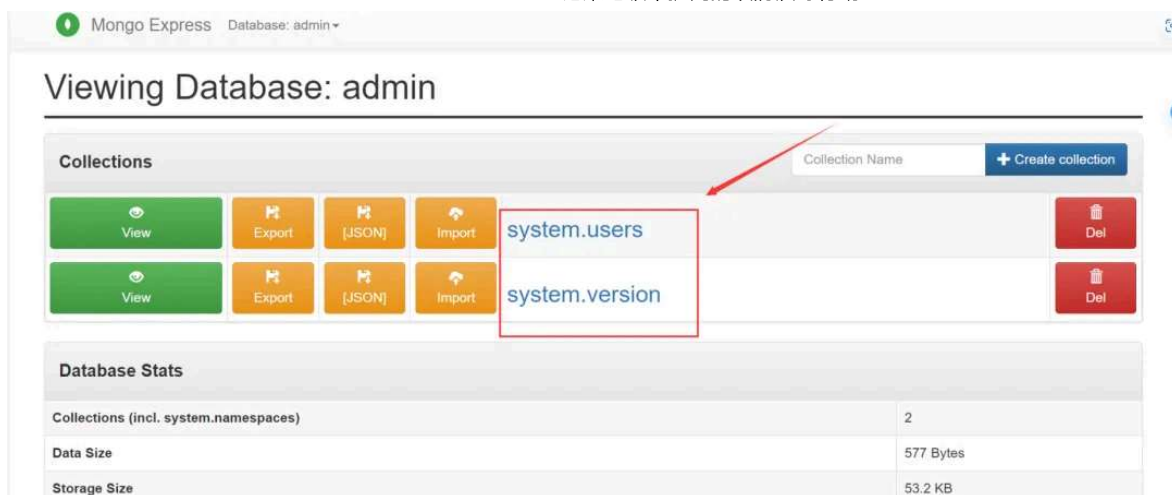 Mongo Express Database: admin
Viewing Database: admin
Collections
Collection Name
Create collection
View Export [JSON] Import system.users Del
View Export [JSON] Import system.version Del
Database Stats
Collections (incl. system.namespaces) 2
Data Size 577 Bytes
Storage Size 53.2 KB